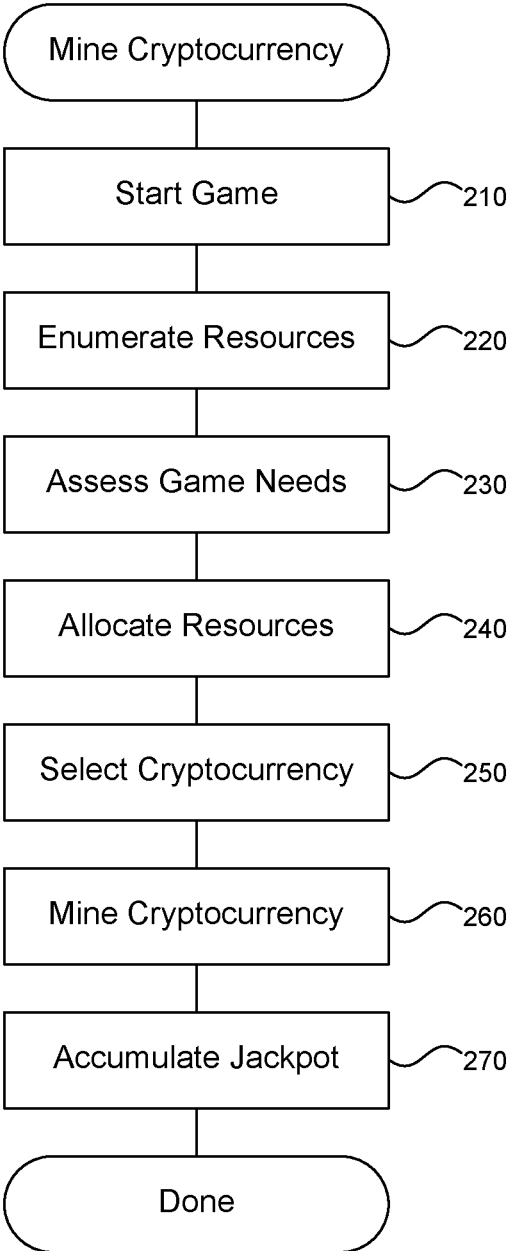 Mine Cryptocurrency
Start Game
210
Enumerate Resources
220
Assess Game Needs
230
Allocate Resources
240
Select Cryptocurrency
250
Mine Cryptocurrency
260
Accumulate Jackpot
270
Done